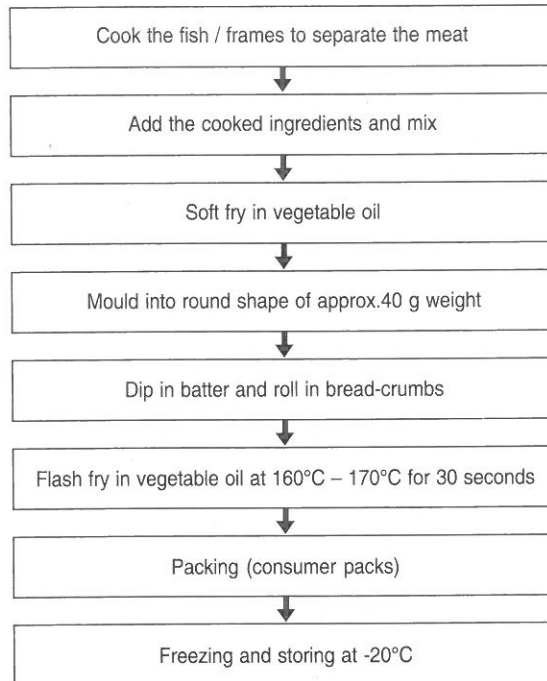 Cook the fish / frames to separate the meat
Add the cooked ingredients and mix
Soft fry in vegetable oil
Mould into round shape of approx.40 g weight
Dip in batter and roll in bread-crumbs
Flash fry in vegetable oil at 160°C – 170°C for 30 seconds
Packing (consumer packs)
Freezing and storing at -20°C